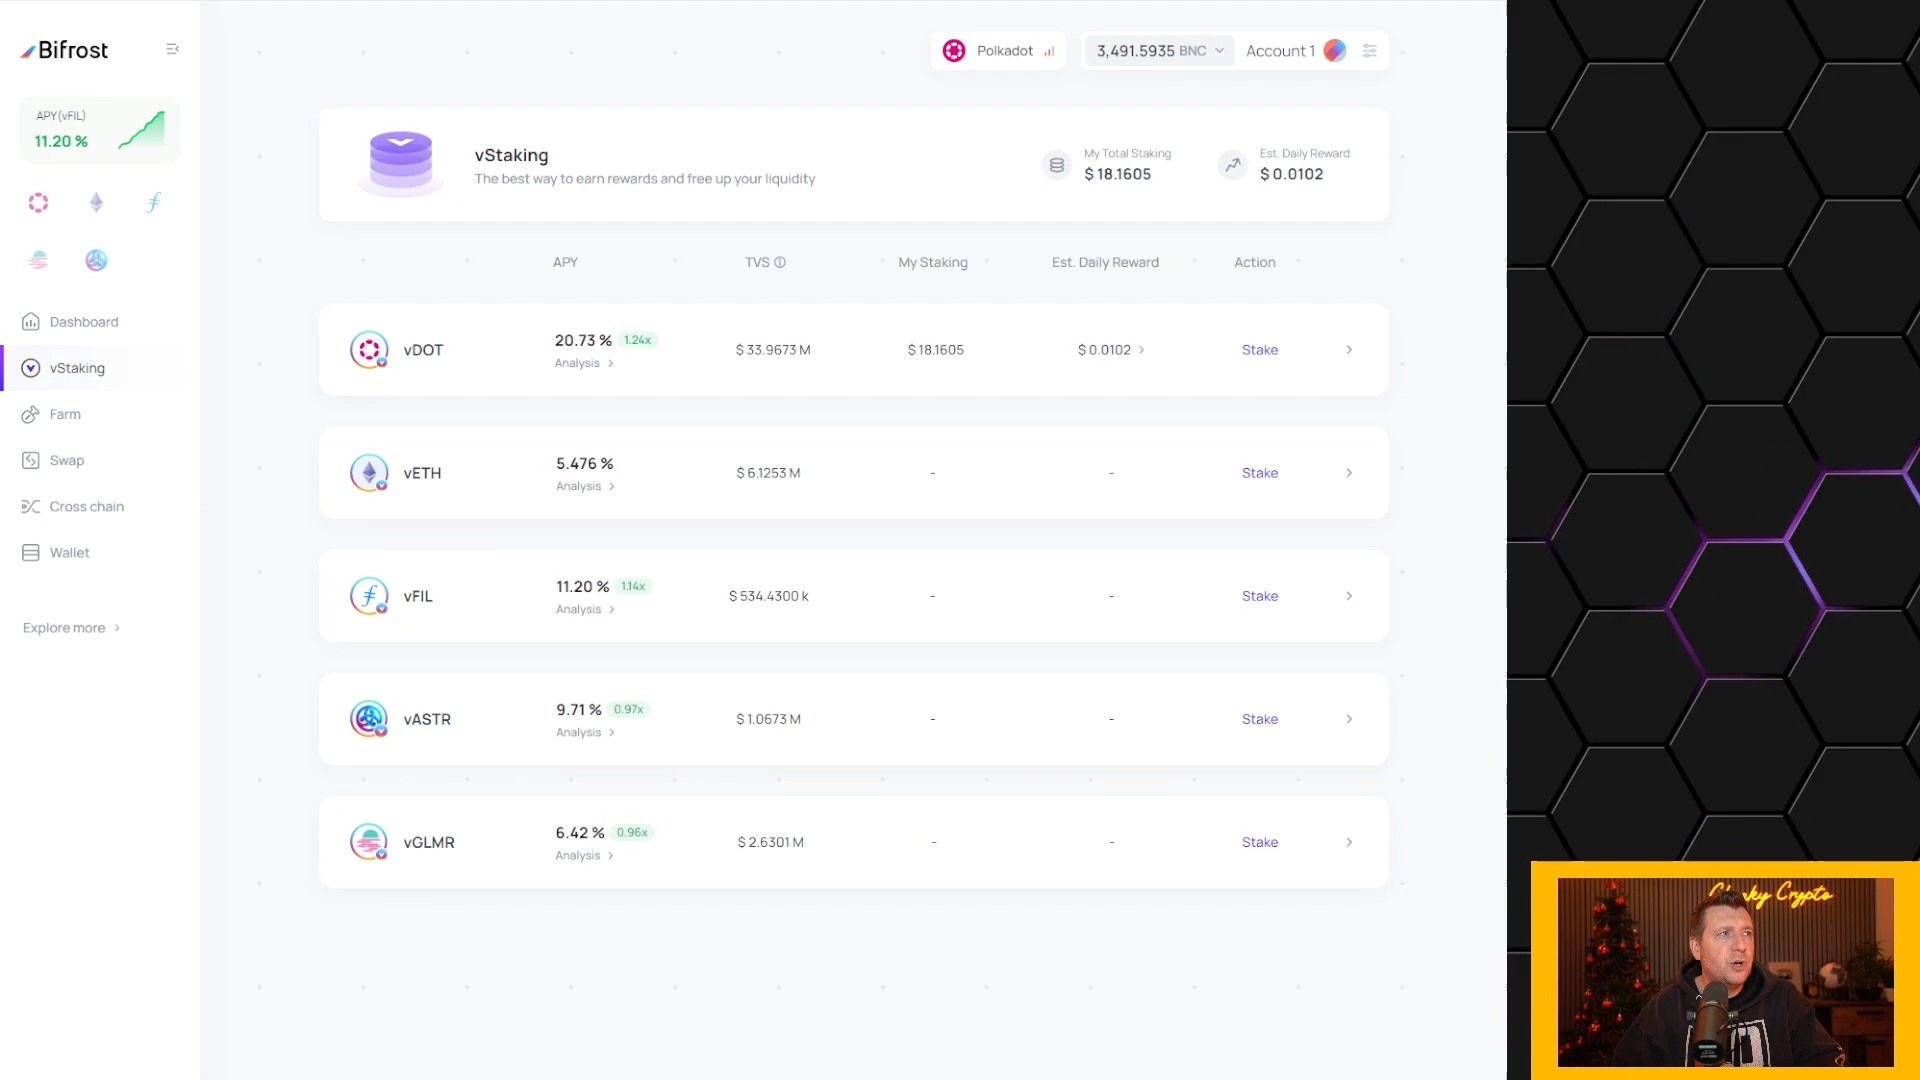 Bifrost
Polkadot
3,491.5935 BNC
Account 1
APY(vFIL)
11.20 %
vStaking
The best way to earn rewards and free up your liquidity
My Total Staking
$ 18.1605
Est. Daily Reward
$ 0.0102
Dashboard
vStaking
Farm
Swap
Cross chain
Wallet
Explore more
APY TVS My Staking Est. Daily Reward Action
vDOT 20.73 % 1.24x $ 33.9673 M $ 18.1605 $ 0.0102 Stake
Analysis
vETH 5.476 % $ 6.1253 M - - Stake
Analysis
vFIL 11.20 % 1.14x $ 534.4300 k - - Stake
Analysis
vASTR 9.71 % 0.97x $ 1.0673 M - - Stake
Analysis
vGLMR 6.42 % 0.96x $ 2.6301 M - - Stake
Analysis
Crypto